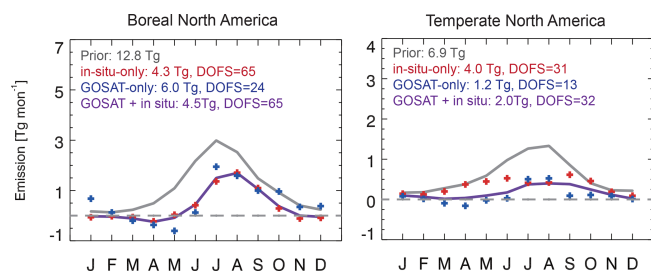 Boreal North America
Prior: 12.8 Tg
in-situ-only: 4.3 Tg, DOFS=65
GOSAT-only: 6.0 Tg, DOFS=24
GOSAT + in situ: 4.5Tg, DOFS=65
Emission [Tg mon-1]
7
5
3
1
-1
J F M A M J J A S O N D
Temperate North America
Prior: 6.9 Tg
in-situ-only: 4.0 Tg, DOFS=31
GOSAT-only: 1.2 Tg, DOFS=13
GOSAT + in situ: 2.0Tg, DOFS=32
4
3
2
1
0
-1
J F M A M J J A S O N D